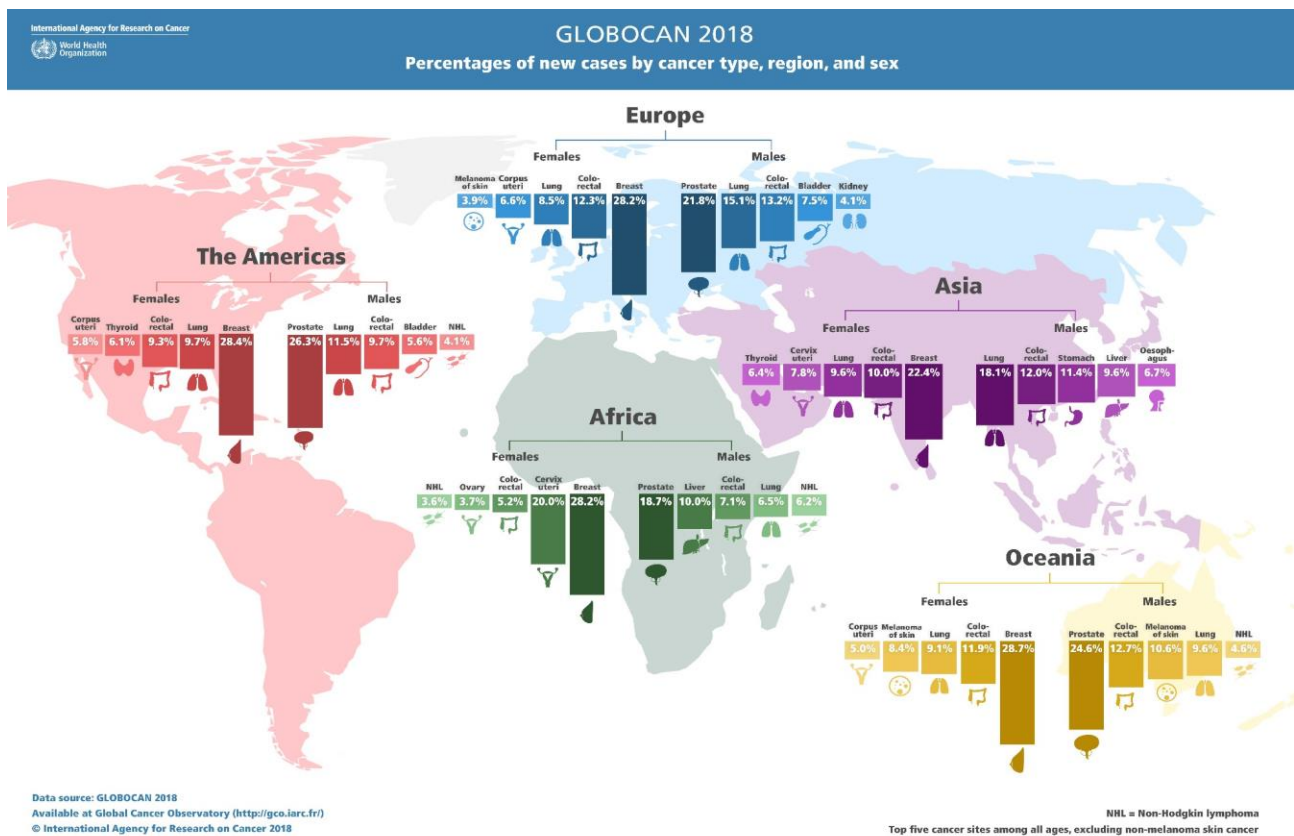 International Agency for Research on Cancer
World Health
Organization
GLOBOCAN 2018
Percentages of new cases by cancer type, region, and sex
Europe
Females
Males
Melanoma of skin Corpus uteri Lung Colo-rectal Breast
3.9% 6.6% 8.5% 12.3% 28.2%
Prostate Lung Colo-rectal Bladder Kidney
21.8% 15.1% 13.2% 7.5% 4.1%
The Americas
Females
Males
Corpus uteri Thyroid Colo-rectal Lung Breast
5.8% 6.1% 9.3% 9.7% 28.4%
Prostate Lung Colo-rectal Bladder NHL
26.3% 11.5% 9.7% 5.6% 4.1%
Asia
Females
Males
Thyroid Cervix uteri Lung Colo-rectal Breast
6.4% 7.8% 9.6% 10.0% 22.4%
Lung Colo-rectal Stomach Liver Oesoph-agus
18.1% 12.0% 11.4% 9.6% 6.7%
Africa
Females
Males
NHL Ovary Colo-rectal Cervix uteri Breast
3.6% 3.7% 5.2% 20.0% 28.2%
Prostate Liver Colo-rectal Lung NHL
18.7% 10.0% 7.1% 6.5% 6.2%
Oceania
Females
Males
Corpus uteri Melanoma of skin Lung Colo-rectal Breast
5.0% 8.4% 9.1% 11.9% 28.7%
Prostate Colo-rectal Melanoma of skin Lung NHL
24.6% 12.7% 10.6% 9.6% 4.6%
Data source: GLOBOCAN 2018
Available at Global Cancer Observatory (http://gco.iarc.fr/)
© International Agency for Research on Cancer 2018
NHL = Non-Hodgkin lymphoma
Top five cancer sites among all ages, excluding non-melanoma skin cancer